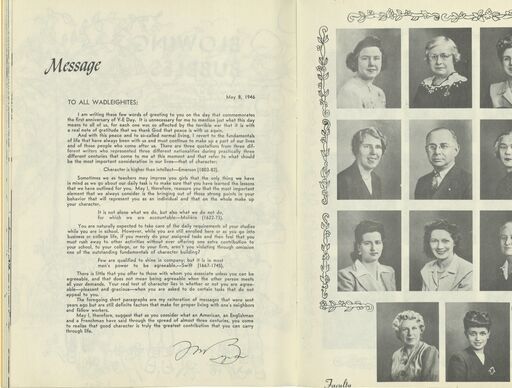 Message
May 8, 1946
TO ALL WADLEIGHITES:
I am writing these few words of greeting to you on the day that commemorates
the first anniversary of V-E Day. It is unnecessary for me to mention just what this day
means to all of us, for each one was so affected by the terrible war that it is with
a real note of gratitude that we thank God that peace is with us again.
And with this peace and to so-called normal living, I revert to the fundamentals
of life that have always been with us and must continue to make up a part of our lives
and of those people who come after us. There are three quotations from three dif-
ferent writers who represented three different nationalities during practically three
different centuries that come to me at this moment and that refer to what should
be the most important consideration in our lives—that of character:
Character is higher than intellect—Emerson (1803-82).
Sometimes we as teachers may impress you girls that the only thing we have
in mind as we go about our daily task is to make sure that you have learned the lessons
that we have outlined for you. May I, therefore, reassure you that the most important
element that we always consider is the bringing out of those strong points in your
behavior that will represent you as an individual and that on the whole make up
your character.
It is not alone what we do, but also what we do not do,
for which we are accountable—Molière (1622-73).
You are naturally expected to take care of the daily requirements of your studies
while you are in school. However, while you are still enrolled here or as you go into
business or college life, if you merely do your assigned tasks and then feel that you
must rush away to other activities without ever offering any extra contribution to
your school, to your college, or to your firm, aren't you violating through omission
one of the outstanding fundamentals of character building?
Few are qualified to shine in company; but it is in most
men's power to be agreeable.—Swift (1667-1745).
There is little that you offer to those with whom you associate unless you can be
agreeable, and that does not mean being agreeable when the other person meets
all your demands. Your real test of character lies in whether or not you are agree-
able—pleasant and gracious—when you are asked to do certain tasks that do not
appeal to you.
The foregoing short paragraphs are my reiteration of messages that were sent
years ago but are still definite factors that make for proper living with one's neighbors
and fellow workers.
May I, therefore, suggest that as you consider what an American, an Englishman
and a Frenchman have said through the spread of almost three centuries, you come
to realize that good character is truly the greatest contribution that you can carry
through life.
Faculty